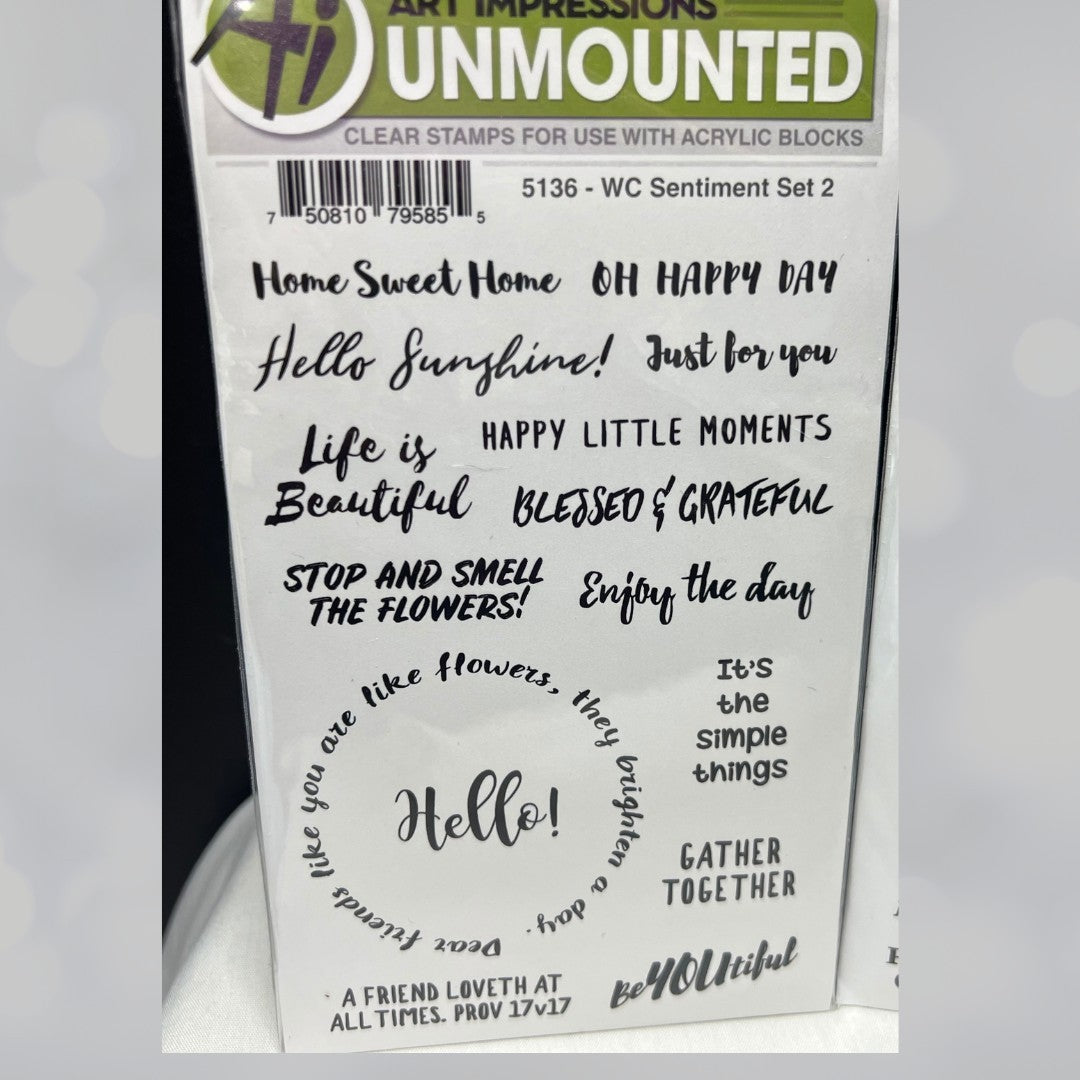 Ai
ART IMPRESSIONS
UNMOUNTED
CLEAR STAMPS FOR USE WITH ACRYLIC BLOCKS
7 50810 79585 5
5136 - WC Sentiment Set 2
Home Sweet Home
OH HAPPY DAY
Hello Sunshine!
Just for you
Life is
Beautiful
HAPPY LITTLE MOMENTS
BLESSED & GRATEFUL
STOP AND SMELL
THE FLOWERS!
Enjoy the day
Dear friends like you are like flowers, they brighten a day.
Hello!
It's
the
simple
things
GATHER
TOGETHER
A FRIEND LOVETH AT
ALL TIMES. PROV 17v17
BeYOUtiful